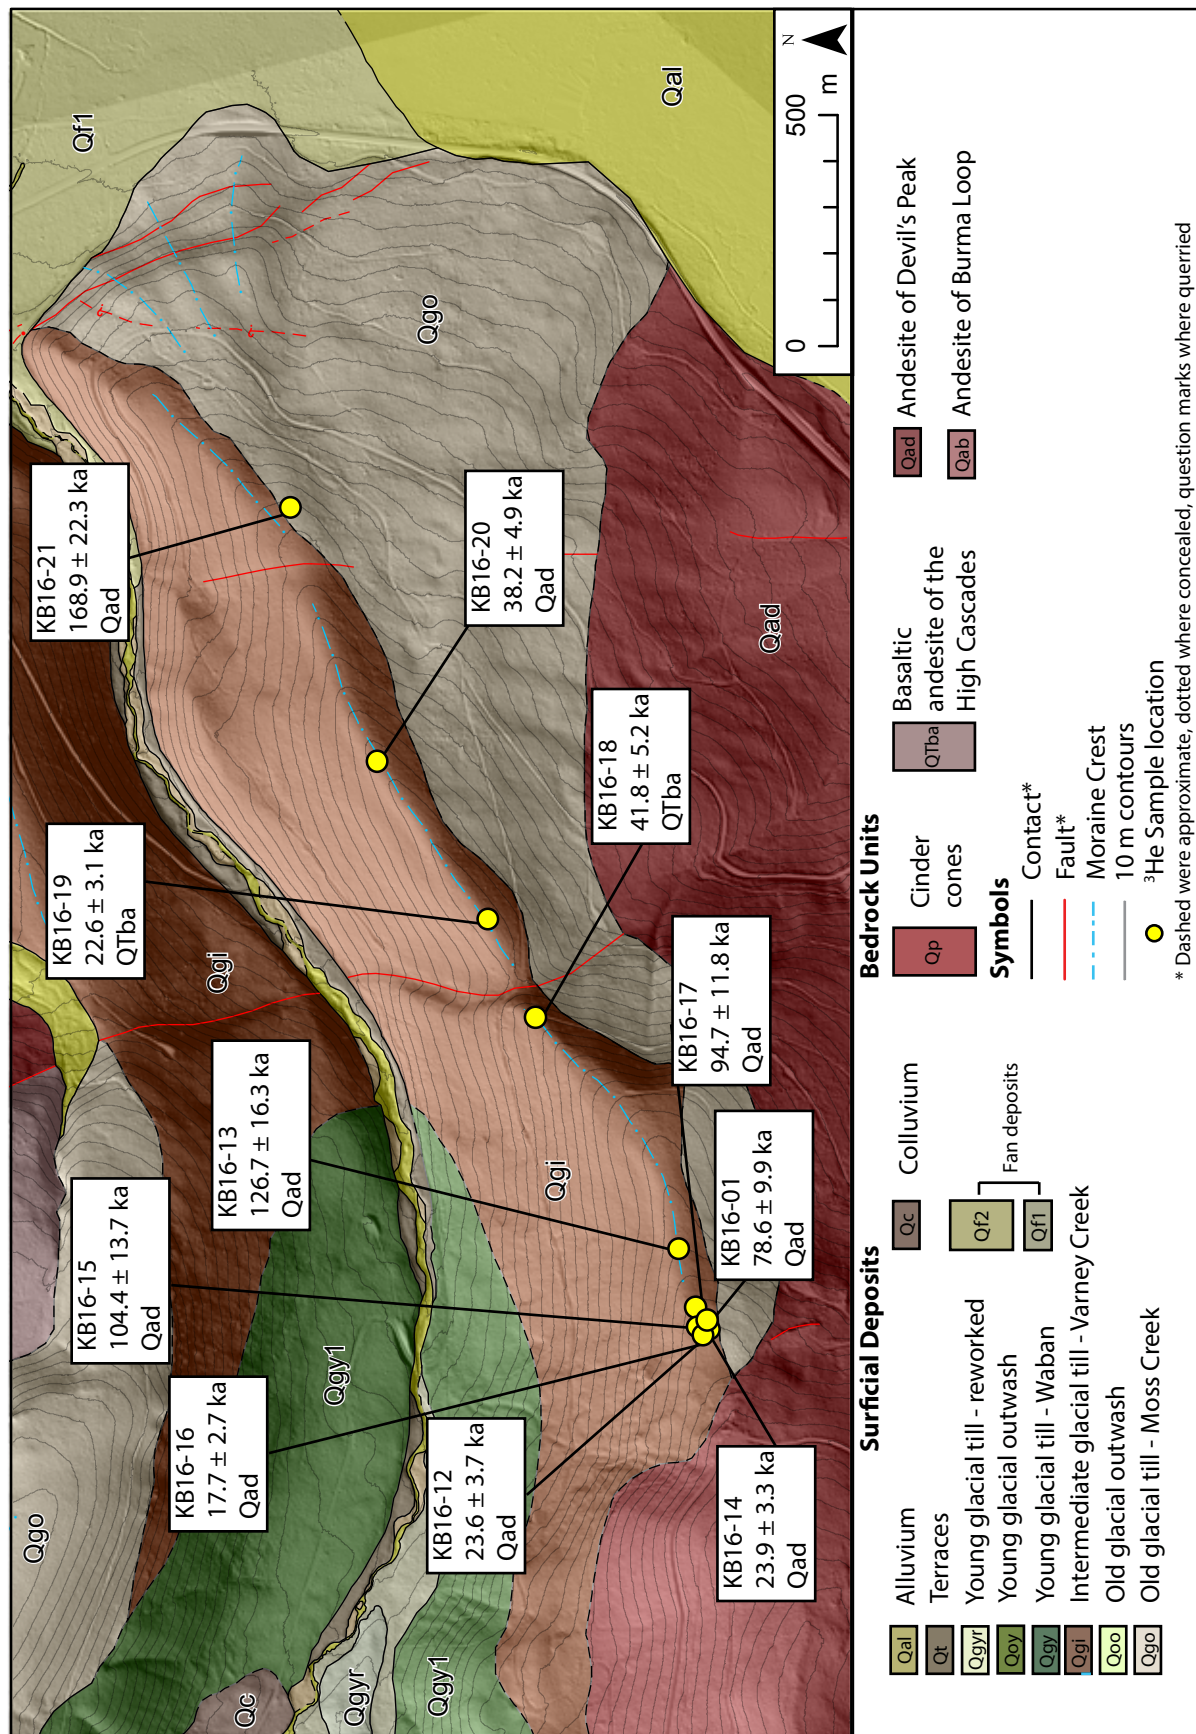 Qgo
KB16-16
17.7 ± 2.7 ka
Qad
KB16-15
104.4 ± 13.7 ka
Qad
KB16-13
126.7 ± 16.3 ka
Qad
KB16-19
22.6 ± 3.1 ka
QTba
KB16-21
168.9 ± 22.3 ka
Qad
Qf1
Qc
Qgyr
Qgy1
Qgy1
Qgi
Qgi
?
?
Qgo
KB16-12
23.6 ± 3.7 ka
Qad
KB16-14
23.9 ± 3.3 ka
Qad
KB16-01
78.6 ± 9.9 ka
Qad
KB16-17
94.7 ± 11.8 ka
Qad
KB16-18
41.8 ± 5.2 ka
QTba
KB16-20
38.2 ± 4.9 ka
Qad
Qad
Qal
N
0
500
m
Surficial Deposits
Qal
Alluvium
Qt
Terraces
Qgyr
Young glacial till - reworked
Qoy
Young glacial outwash
Qgy
Young glacial till - Waban
Qgi
Intermediate glacial till - Varney Creek
Qoo
Old glacial outwash
Qgo
Old glacial till - Moss Creek
Qc
Colluvium
Qf2
Qf1
Fan deposits
Bedrock Units
Qp
Cinder
cones
QTba
Basaltic
andesite of the
High Cascades
Qad
Andesite of Devil's Peak
Qab
Andesite of Burma Loop
Symbols
Contact*
Fault*
Moraine Crest
10 m contours
³He Sample location
* Dashed were approximate, dotted where concealed, question marks where querried